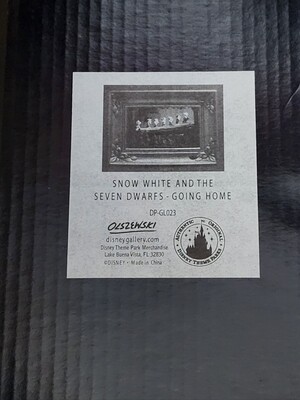 SNOW WHITE AND THE
SEVEN DWARFS - GOING HOME
DP-GL023
OLSZEWSKI
disneygallery.com
Disney Theme Park Merchandise
Lake Buena Vista, FL 32830
©DISNEY • Made in China
AUTHENTIC ORIGINAL
DISNEY THEME PARKS